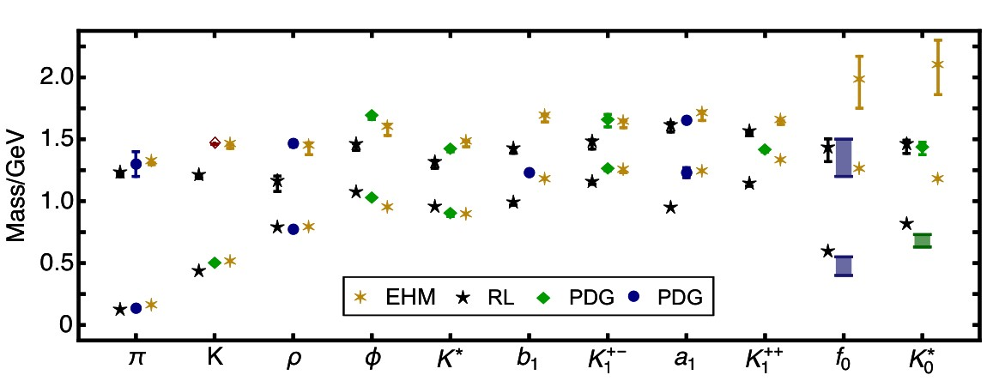 Mass/GeV
2.0
1.5
1.0
0.5
0
EHM RL PDG PDG
π K ρ ϕ K* b₁ K₁⁺⁻ a₁ K₁⁺⁺ f₀ K₀*